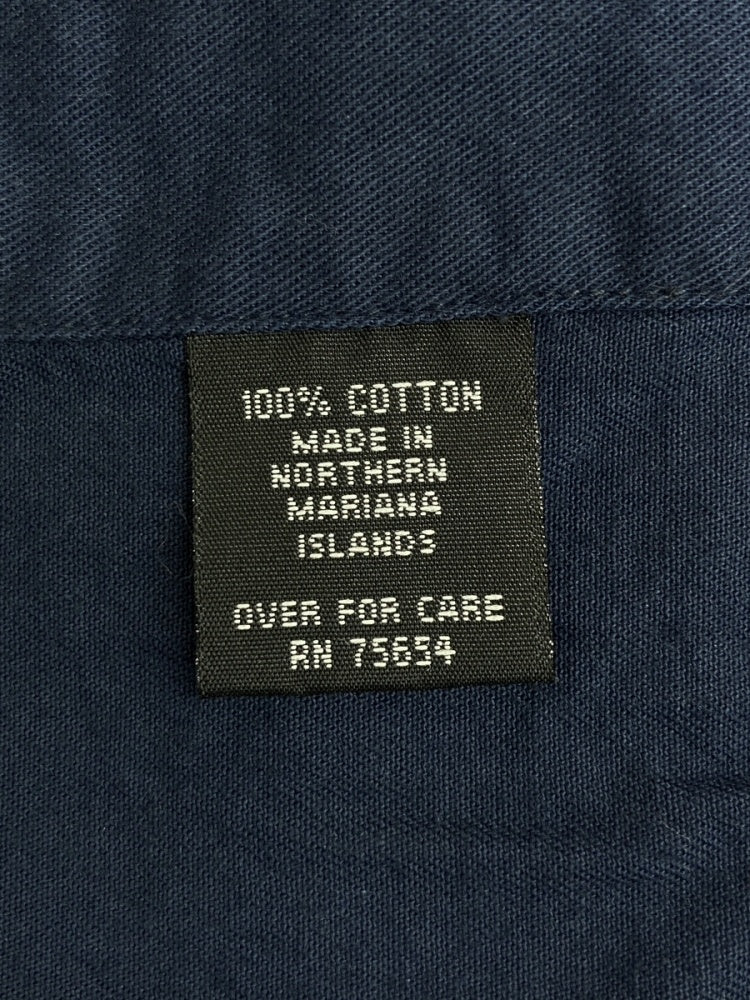 100% COTTON
MADE IN
NORTHERN
MARIANA
ISLANDS
OVER FOR CARE
RN 75654